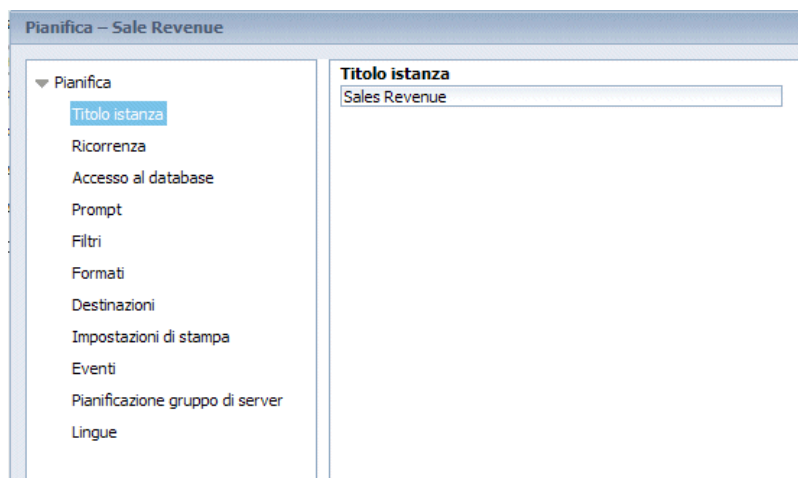 Pianifica – Sale Revenue
Pianifica
Titolo istanza
Ricorrenza
Accesso al database
Prompt
Filtri
Formati
Destinazioni
Impostazioni di stampa
Eventi
Pianificazione gruppo di server
Lingue
Titolo istanza
Sales Revenue